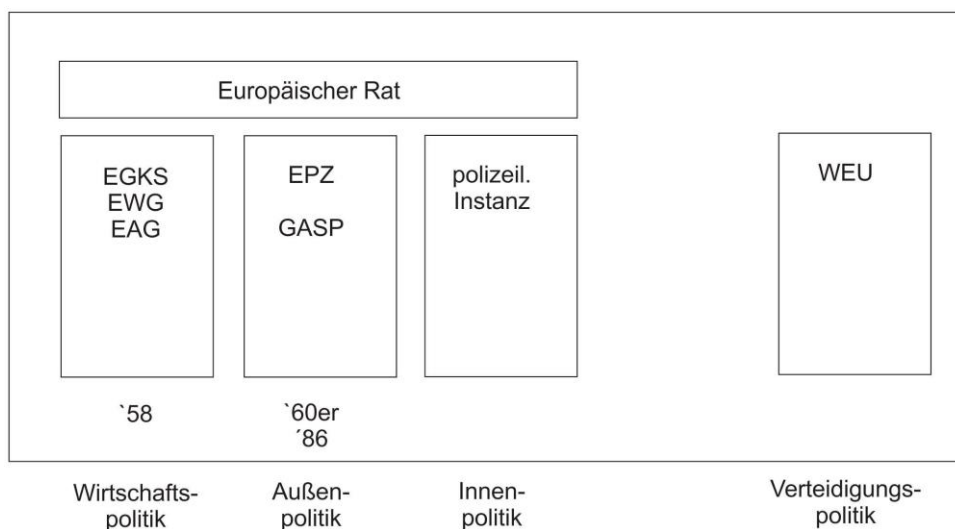 Europäischer Rat
EGKS
EWG
EAG
EPZ
GASP
polizeil.
Instanz
WEU
`58
`60er
´86
Wirtschafts-
politik
Außen-
politik
Innen-
politik
Verteidigungs-
politik